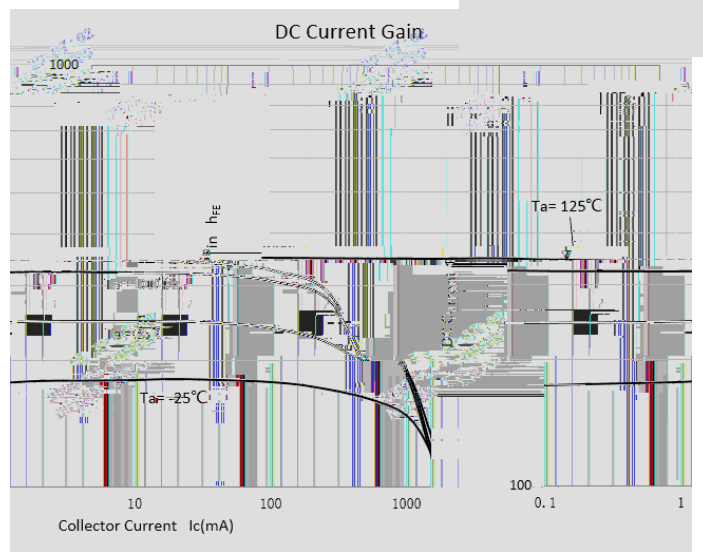 DC Current Gain
1000
in hFE
Ta= 125℃
Ta= -25℃
100
10
100
1000
0.1
1
Collector Current Ic(mA)